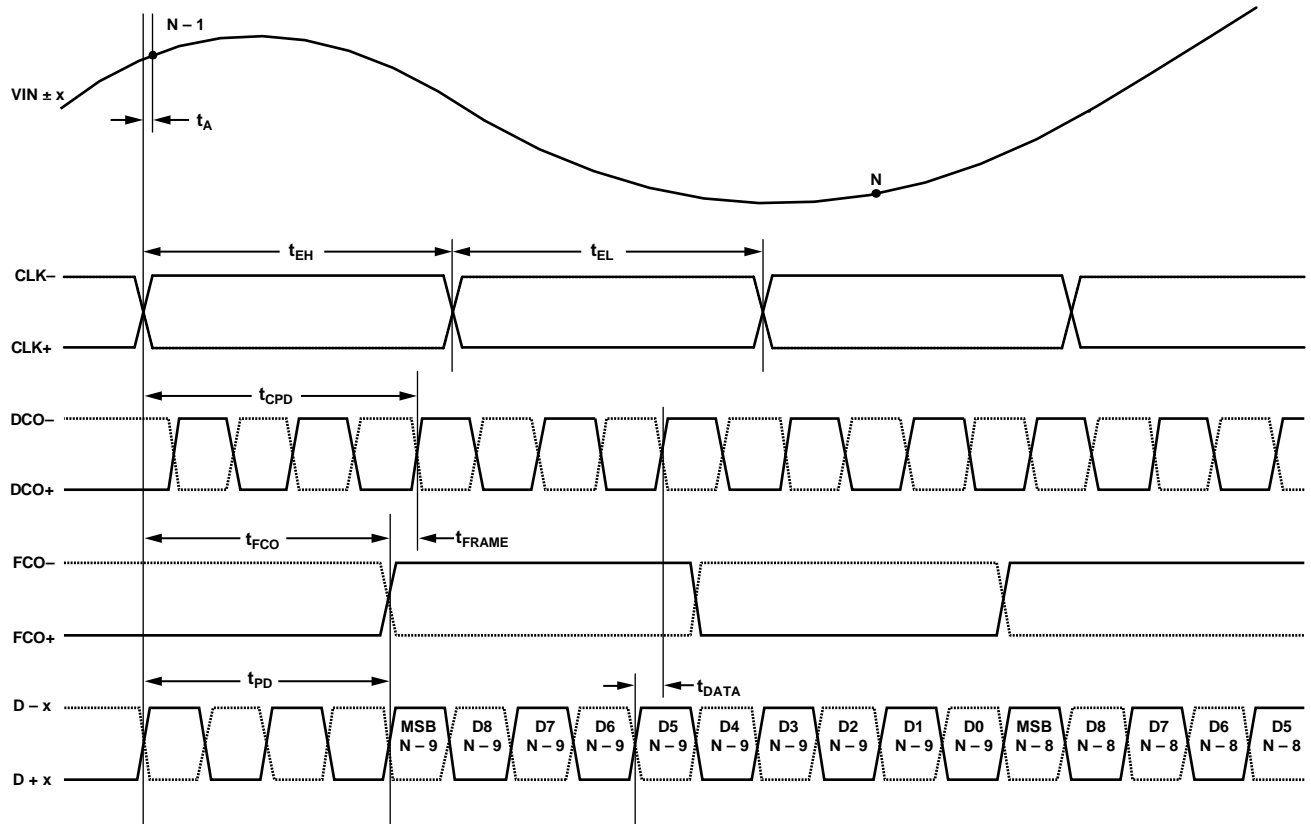 N – 1
VIN ± x
tA
N
tEH
tEL
CLK–
CLK+
tCPD
DCO–
DCO+
tFCO
tFRAME
FCO–
FCO+
tPD
tDATA
D – x
MSB D8 D7 D6 D5 D4 D3 D2 D1 D0 MSB D8 D7 D6 D5
N – 9 N – 9 N – 9 N – 9 N – 9 N – 9 N – 9 N – 9 N – 9 N – 9 N – 8 N – 8 N – 8 N – 8 N – 8
D + x